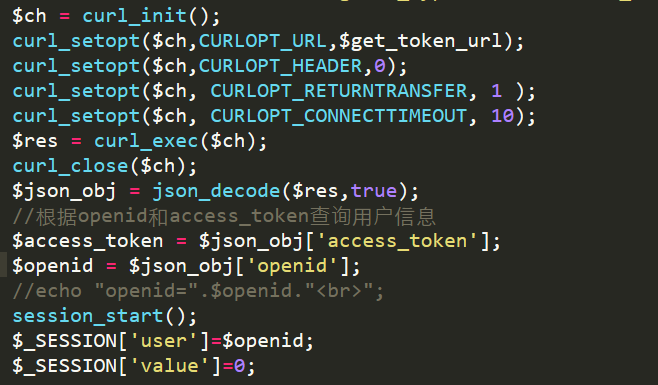 $ch = curl_init();
curl_setopt($ch,CURLOPT_URL,$get_token_url);
curl_setopt($ch,CURLOPT_HEADER,0);
curl_setopt($ch, CURLOPT_RETURNTRANSFER, 1 );
curl_setopt($ch, CURLOPT_CONNECTTIMEOUT, 10);
$res = curl_exec($ch);
curl_close($ch);
$json_obj = json_decode($res,true);
//根据openid和access_token查询用户信息
$access_token = $json_obj['access_token'];
$openid = $json_obj['openid'];
//echo "openid=".$openid."<br>";
session_start();
$_SESSION['user']=$openid;
$_SESSION['value']=0;